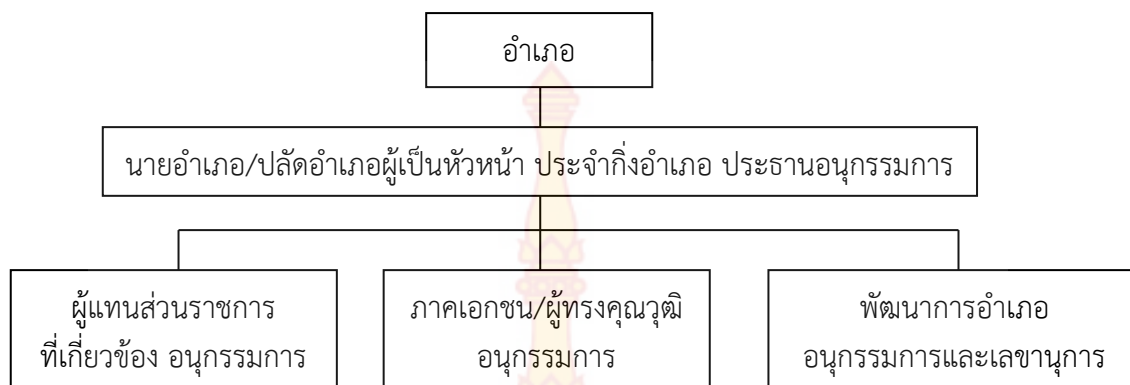 อำเภอ
นายอำเภอ/ปลัดอำเภอผู้เป็นหัวหน้า ประจำกิ่งอำเภอ ประธานอนุกรรมการ
ผู้แทนส่วนราชการ
ที่เกี่ยวข้อง อนุกรรมการ
ภาคเอกชน/ผู้ทรงคุณวุฒิ
อนุกรรมการ
พัฒนาการอำเภอ
อนุกรรมการและเลขานุการ